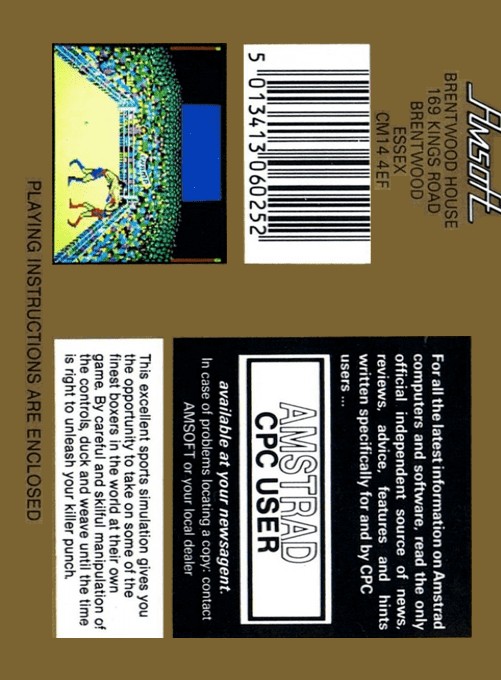 Amsoft
BRENTWOOD HOUSE
169 KINGS ROAD
BRENTWOOD
ESSEX
CM14 4EF
5 013413 060252
For all the latest information on Amstrad
computers and software, read the only
official independent source of news,
reviews, advice, features and hints
written specifically for and by CPC
users ...
AMSTRAD
CPC USER
available at your newsagent.
In case of problems locating a copy: contact
AMSOFT or your local dealer
This excellent sports simulation gives you
the opportunity to take on some of the
finest boxers in the world at their own
game. By careful and skilful manipulation of
the controls, duck and weave until the time
is right to unleash your killer punch.
PLAYING INSTRUCTIONS ARE ENCLOSED